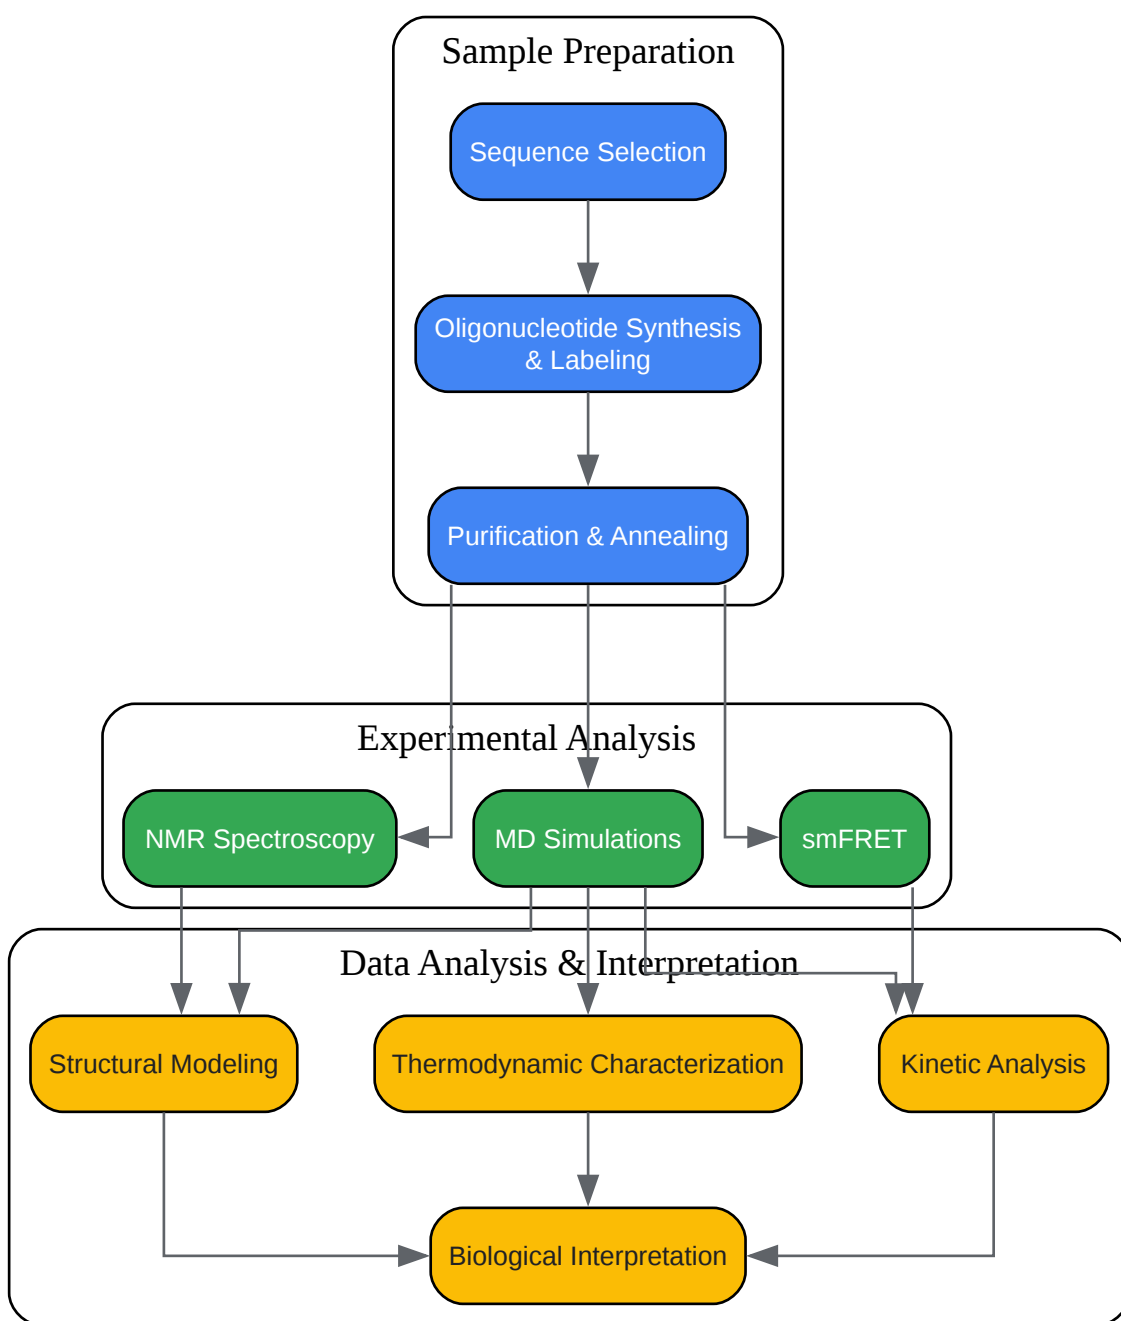 Sample Preparation
Sequence Selection
Oligonucleotide Synthesis
& Labeling
Purification & Annealing
Experimental Analysis
NMR Spectroscopy
MD Simulations
smFRET
Data Analysis & Interpretation
Structural Modeling
Thermodynamic Characterization
Kinetic Analysis
Biological Interpretation